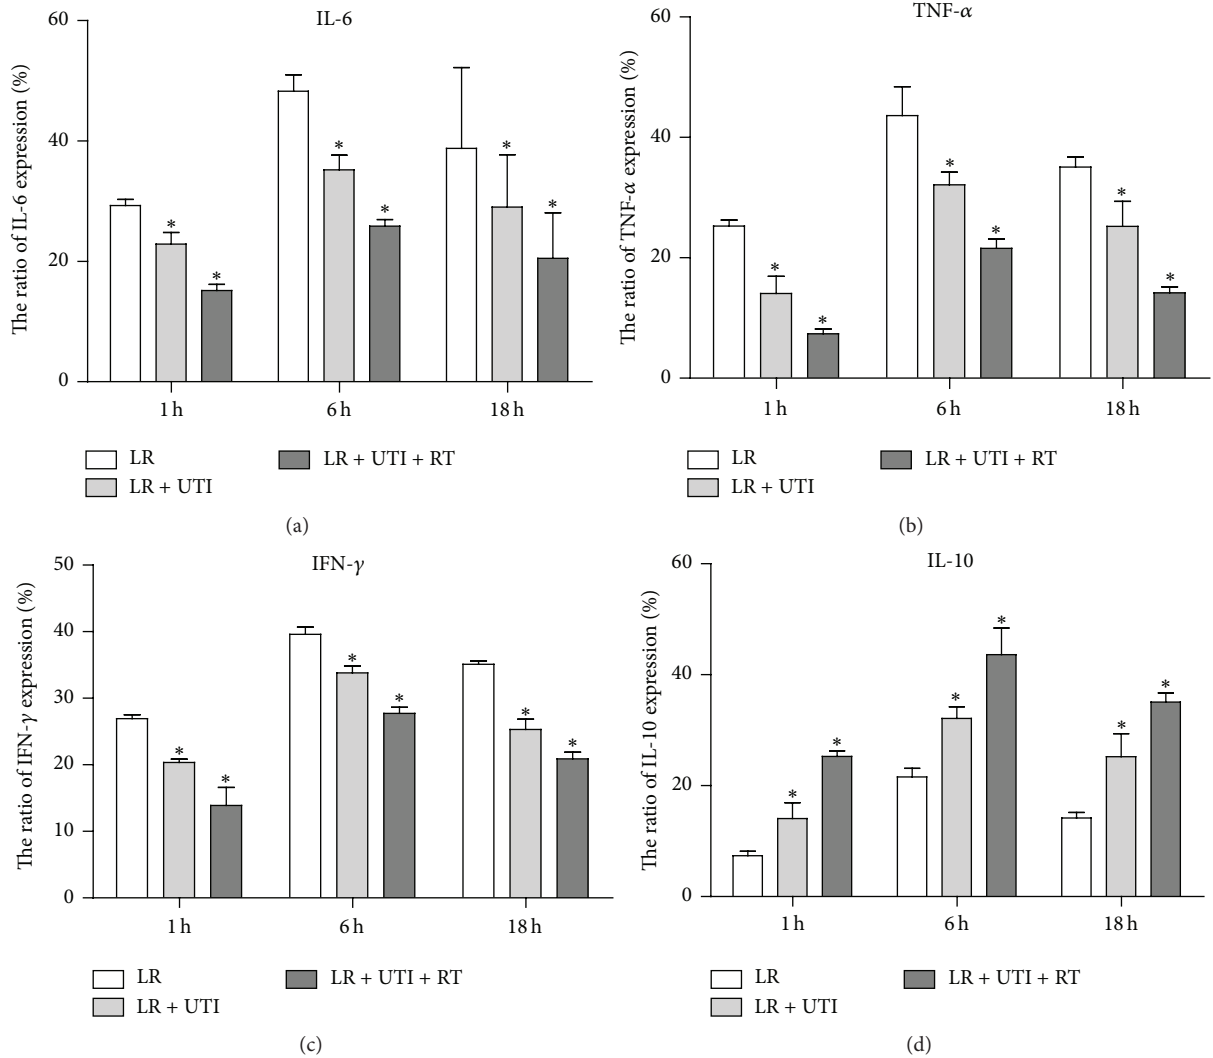 IL-6
The ratio of IL-6 expression (%)
60
40
20
0
*
*
*
*
*
*
1 h
6 h
18 h
LR
LR + UTI + RT
LR + UTI
(a)
TNF-α
The ratio of TNF-α expression (%)
60
40
20
0
*
*
*
*
*
*
1 h
6 h
18 h
LR
LR + UTI + RT
LR + UTI
(b)
IFN-γ
The ratio of IFN-γ expression (%)
50
40
30
20
10
0
*
*
*
*
*
*
1 h
6 h
18 h
LR
LR + UTI + RT
LR + UTI
(c)
IL-10
The ratio of IL-10 expression (%)
60
40
20
0
*
*
*
*
*
*
1 h
6 h
18 h
LR
LR + UTI + RT
LR + UTI
(d)